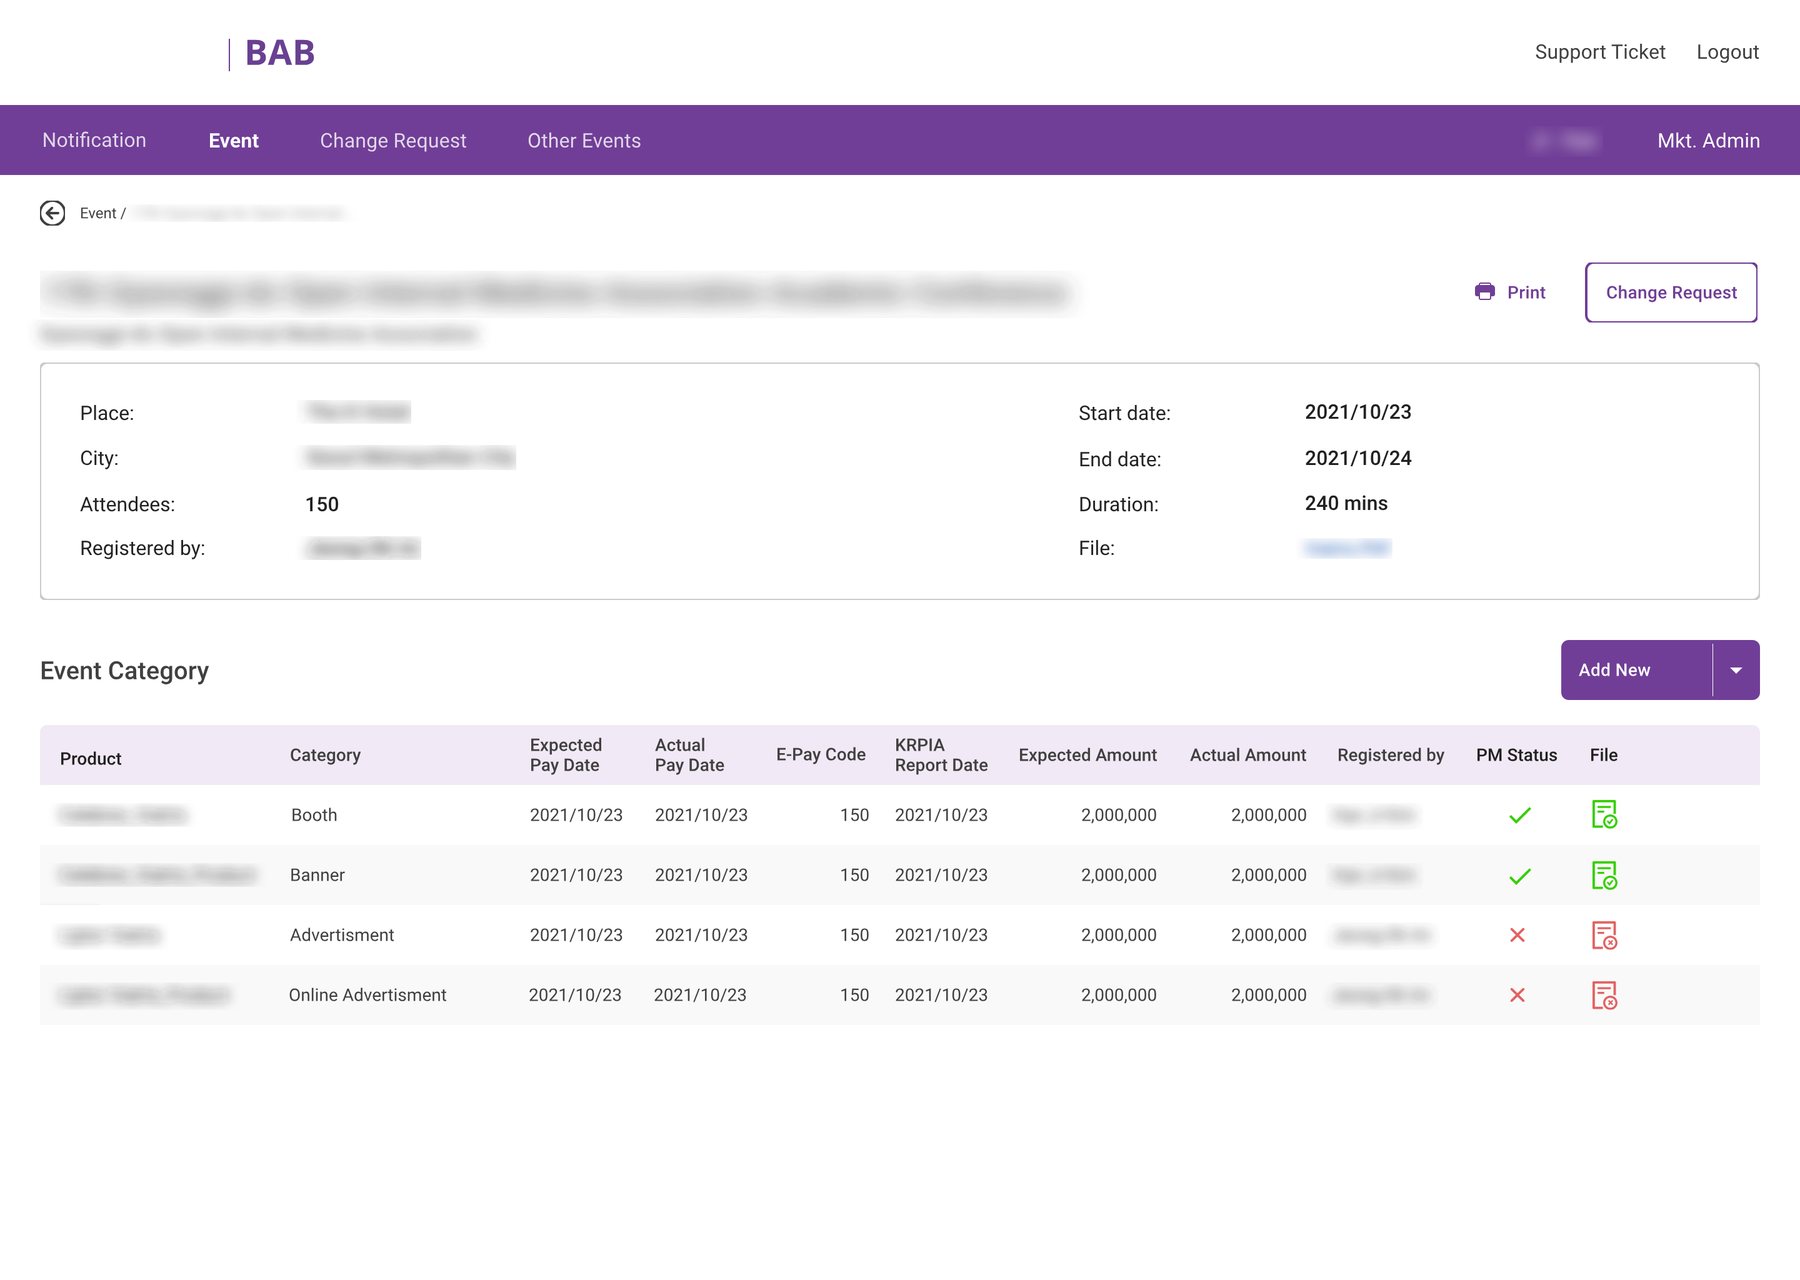 BAB
Support Ticket Logout
Notification Event Change Request Other Events Mkt. Admin
Event /
Print Change Request
Place: Start date: 2021/10/23
City: End date: 2021/10/24
Attendees: 150 Duration: 240 mins
Registered by: File:
Event Category Add New
Product Category Expected Pay Date Actual Pay Date E-Pay Code KRPIA Report Date Expected Amount Actual Amount Registered by PM Status File
Booth 2021/10/23 2021/10/23 150 2021/10/23 2,000,000 2,000,000
Banner 2021/10/23 2021/10/23 150 2021/10/23 2,000,000 2,000,000
Advertisment 2021/10/23 2021/10/23 150 2021/10/23 2,000,000 2,000,000
Online Advertisment 2021/10/23 2021/10/23 150 2021/10/23 2,000,000 2,000,000